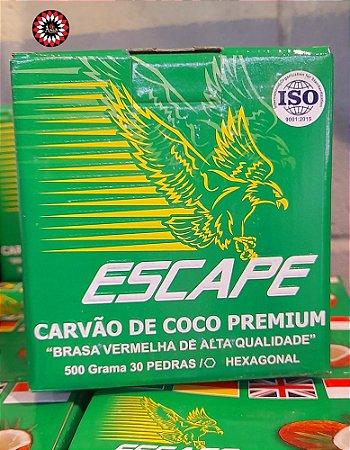 ISO
9001:2015
ESCAPE
CARVÃO DE COCO PREMIUM
“BRASA VERMELHA DE ALTA QUALIDADE”
500 Grama 30 PEDRAS / HEXAGONAL